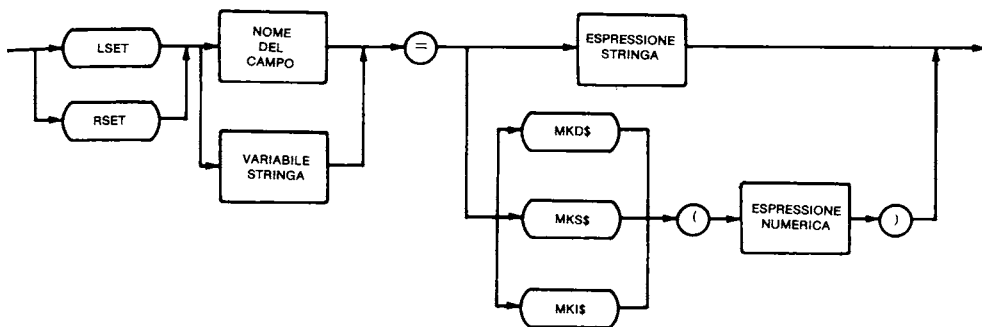 LSET
RSET
NOME
DEL
CAMPO
VARIABILE
STRINGA
=
ESPRESSIONE
STRINGA
MKD$
MKS$
MKI$
(
ESPRESSIONE
NUMERICA
)